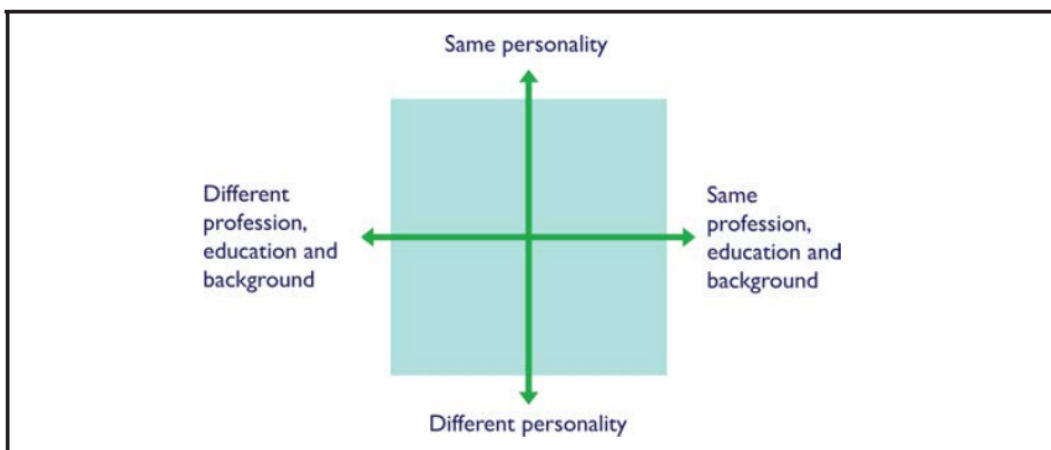 Same personality
Different
profession,
education and
background
Same
profession,
education and
background
Different personality